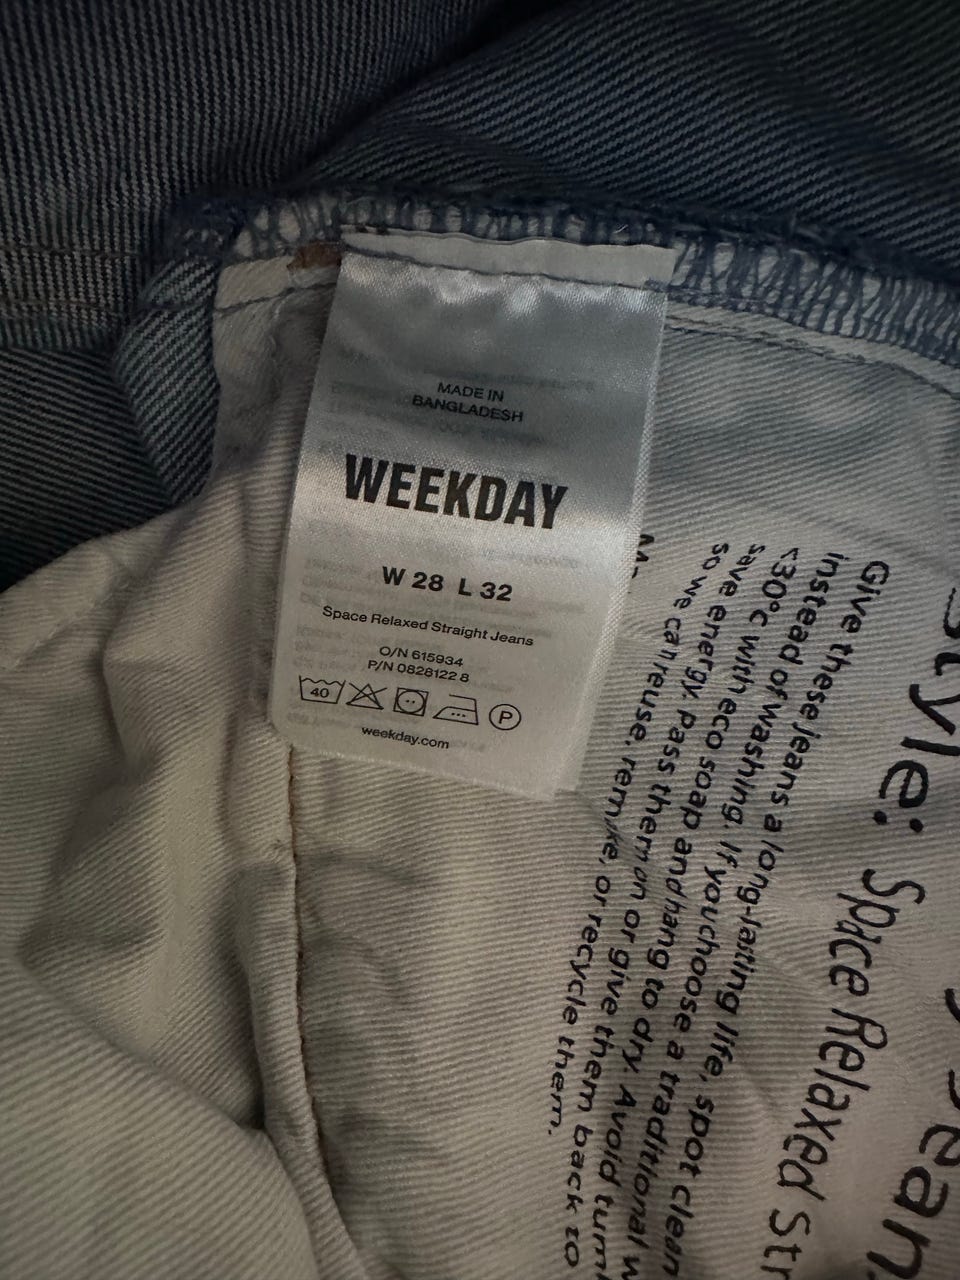 MADE IN
BANGLADESH
WEEKDAY
W 28 L 32
Space Relaxed Straight Jeans
O/N 615934
P/N 0828122 8
40
P
weekday.com
Style: Space Relaxed Str
Give these jeans a long-lasting life, spot clean
instead of washing. If you choose a traditional w
<30°c with eco soap and hang to dry. Avoid tuml
save energy. Pass them on or give them back to
so we can reuse, remake, or recycle them.